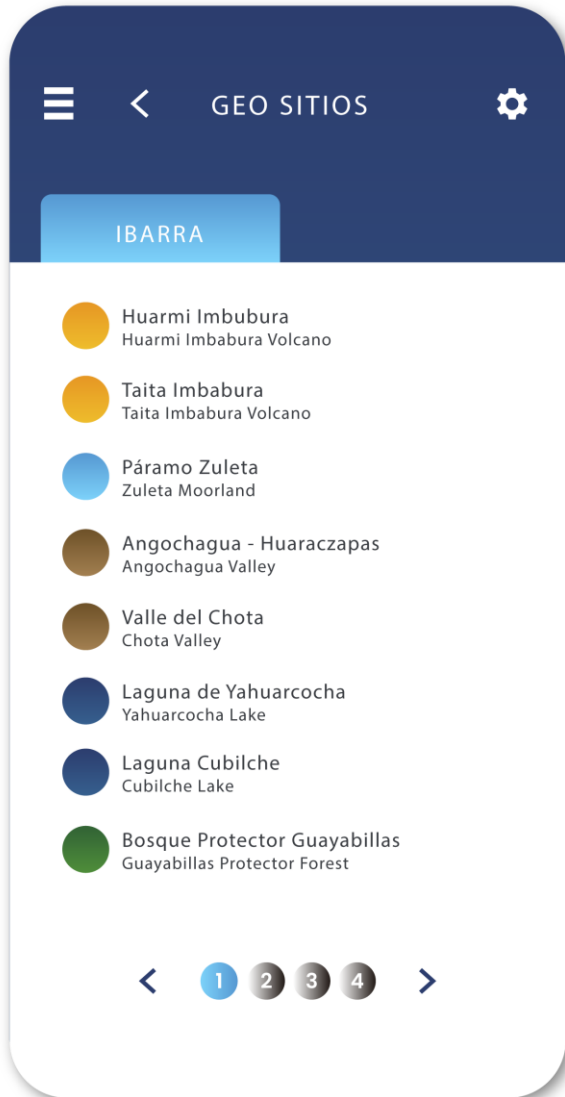 GEO SITIOS
IBARRA
Huarmi Imbubura
Huarmi Imbabura Volcano
Taita Imbabura
Taita Imbabura Volcano
Páramo Zuleta
Zuleta Moorland
Angochagua - Huaraczapas
Angochagua Valley
Valle del Chota
Chota Valley
Laguna de Yahuarcocha
Yahuarcocha Lake
Laguna Cubilche
Cubilche Lake
Bosque Protector Guayabillas
Guayabillas Protector Forest
1 2 3 4